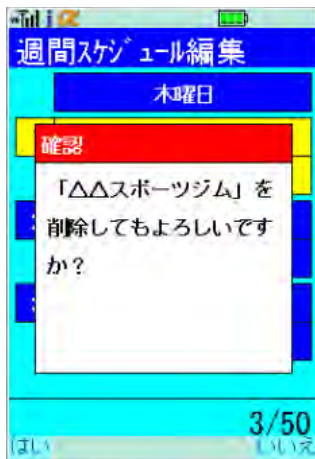 週間スケジュール編集
木曜日
確認
「△△スポーツジム」を
削除してもよろしいです
か？
3/50
はい いいえ